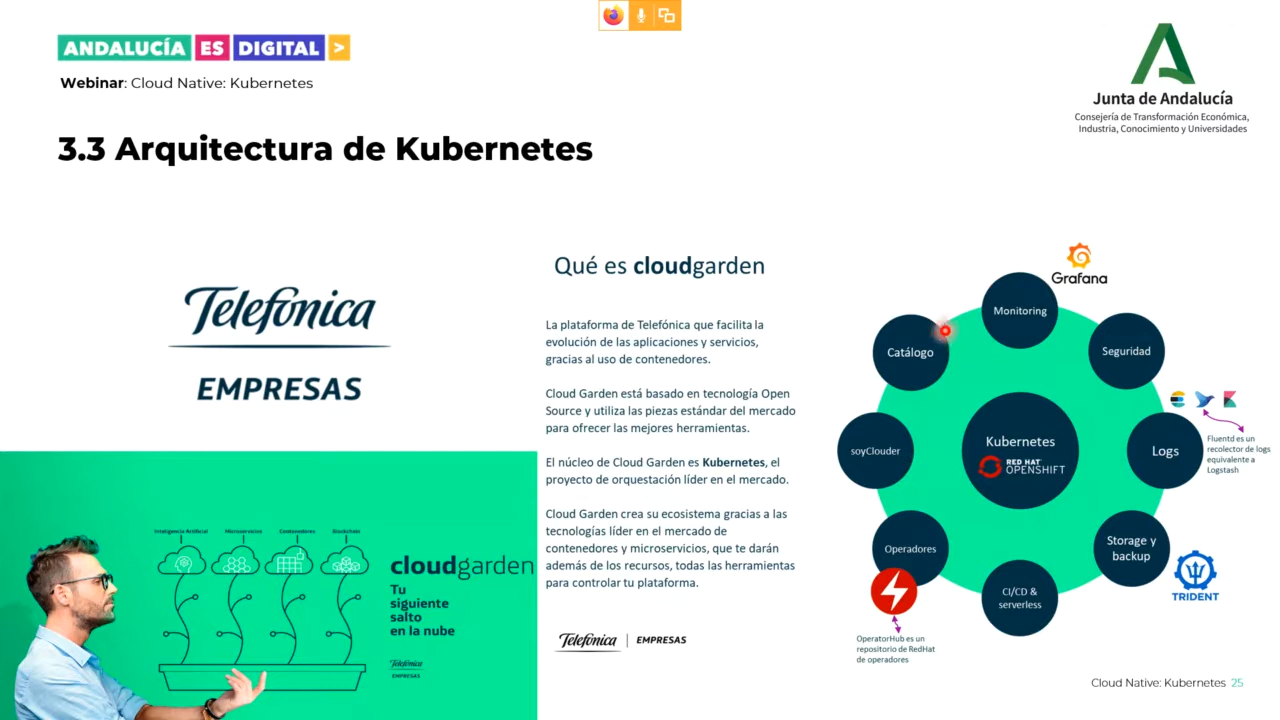 ANDALUCÍA ES DIGITAL >
Webinar: Cloud Native: Kubernetes
Junta de Andalucía
Consejería de Transformación Económica,
Industria, Conocimiento y Universidades
3.3 Arquitectura de Kubernetes
Telefónica
EMPRESAS
Inteligencia Artificial
Microservicios
Contenedores
Blockchain
cloudgarden
Tu
siguiente
salto
en la nube
Telefónica
EMPRESAS
Qué es cloudgarden
La plataforma de Telefónica que facilita la
evolución de las aplicaciones y servicios,
gracias al uso de contenedores.
Cloud Garden está basado en tecnología Open
Source y utiliza las piezas estándar del mercado
para ofrecer las mejores herramientas.
El núcleo de Cloud Garden es Kubernetes, el
proyecto de orquestación líder en el mercado.
Cloud Garden crea su ecosistema gracias a las
tecnologías líder en el mercado de
contenedores y microservicios, que te darán
además de los recursos, todas las herramientas
para controlar tu plataforma.
Telefónica | EMPRESAS
Grafana
Monitoring
Catálogo
Seguridad
soyClouder
Kubernetes
RED HAT
OPENSHIFT
Logs
Fluentd es un
recolector de logs
equivalente a
Logstash
Operadores
Storage y
backup
TRIDENT
CI/CD &
serverless
OperatorHub es un
repositorio de RedHat
de operadores
Cloud Native: Kubernetes 25